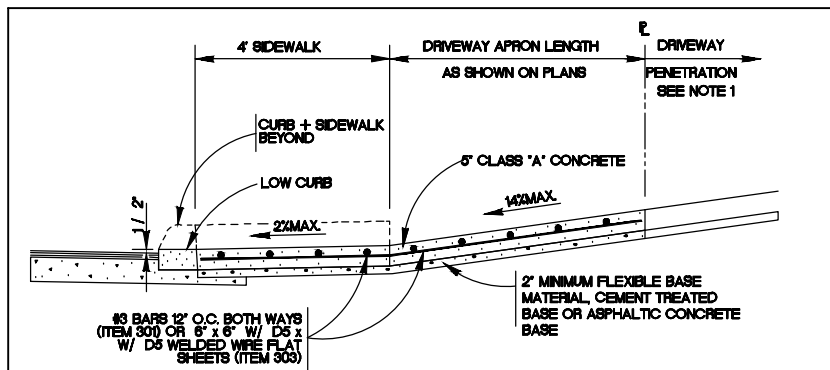 ℄
4' SIDEWALK
DRIVEWAY APRON LENGTH
AS SHOWN ON PLANS
DRIVEWAY
PENETRATION
SEE NOTE 1
CURB + SIDEWALK
BEYOND
LOW CURB
5" CLASS "A" CONCRETE
1/2"
2%MAX.
14%MAX.
2" MINIMUM FLEXIBLE BASE
MATERIAL, CEMENT TREATED
BASE OR ASPHALTIC CONCRETE
BASE
#3 BARS 12" O.C. BOTH WAYS
(ITEM 301) OR 6" x 6" W/ D5 x
W/ D5 WELDED WIRE FLAT
SHEETS (ITEM 303)